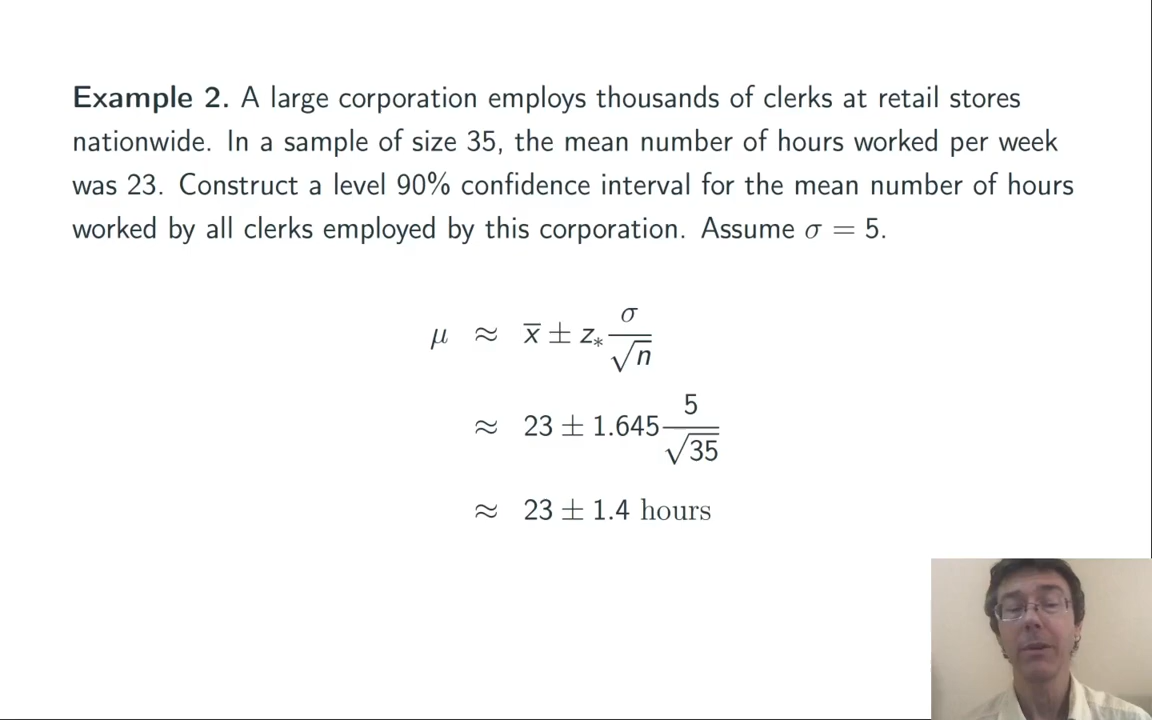 Example 2. A large corporation employs thousands of clerks at retail stores
nationwide. In a sample of size 35, the mean number of hours worked per week
was 23. Construct a level 90% confidence interval for the mean number of hours
worked by all clerks employed by this corporation. Assume σ = 5.
μ ≈ x̄ ± z* σ/√n
≈ 23 ± 1.645 5/√35
≈ 23 ± 1.4 hours